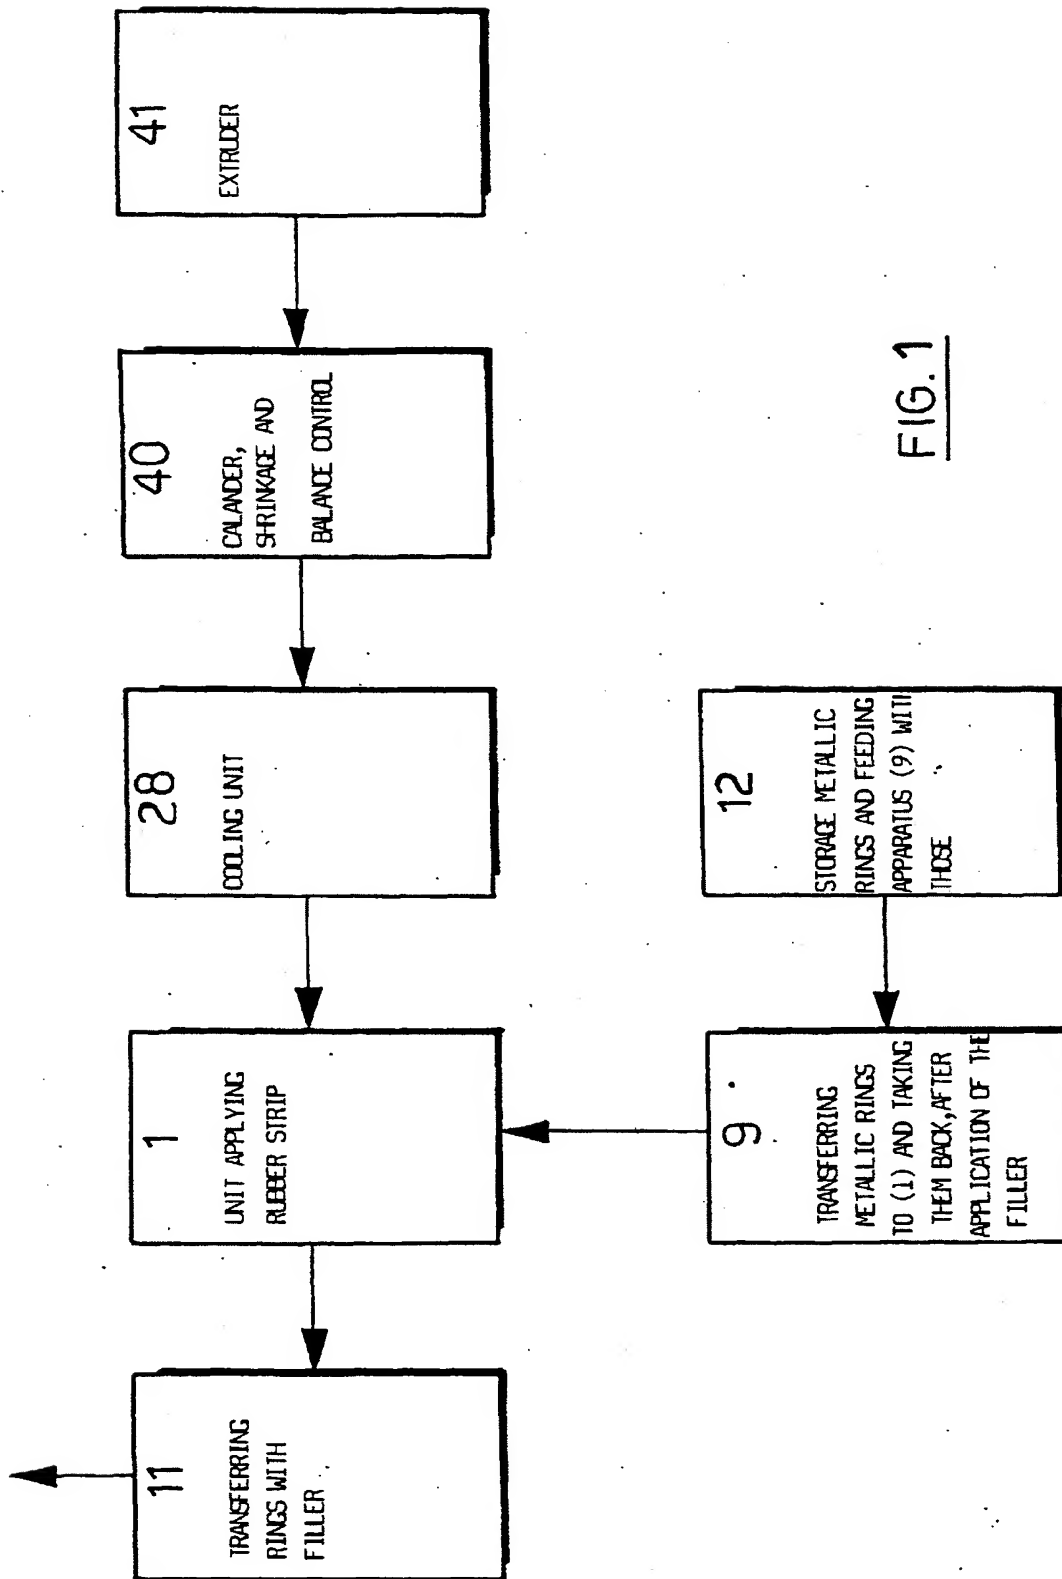 41
EXTRUDER
40
CALANDER,
SHRINKAGE AND
BALANCE CONTROL
28
COOLING UNIT
1
UNIT APPLYING
RUBBER STRIP
11
TRANSFERRING
RINGS WITH
FILLER
12
STORAGE METALLIC
RINGS AND FEEDING
APPARATUS (9) WITH
THOSE
9
TRANSFERRING
METALLIC RINGS
TO (1) AND TAKING
THEM BACK,AFTER
APPLICATION OF THE
FILLER
FIG. 1